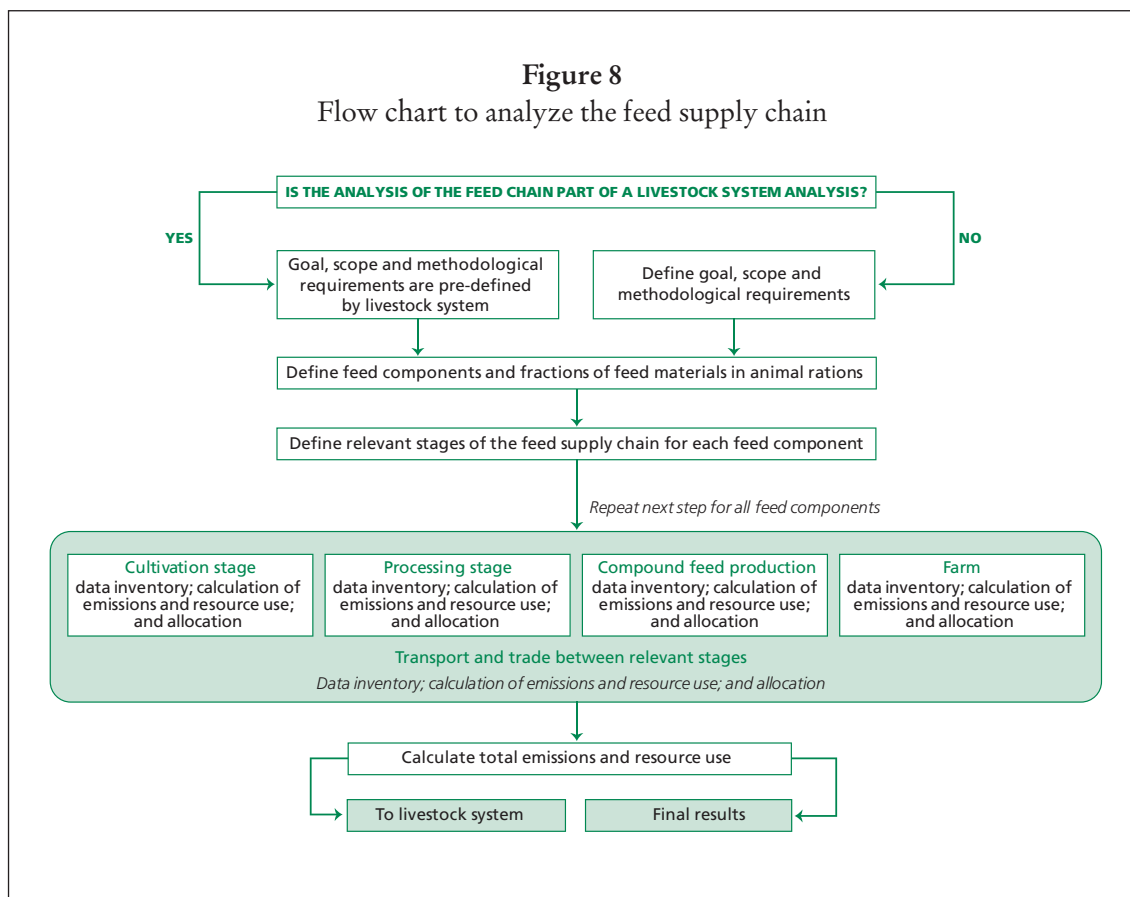 Figure 8
Flow chart to analyze the feed supply chain
IS THE ANALYSIS OF THE FEED CHAIN PART OF A LIVESTOCK SYSTEM ANALYSIS?
YES
NO
Goal, scope and methodological
requirements are pre-defined
by livestock system
Define goal, scope and
methodological requirements
Define feed components and fractions of feed materials in animal rations
Define relevant stages of the feed supply chain for each feed component
Repeat next step for all feed components
Cultivation stage
data inventory; calculation of
emissions and resource use;
and allocation
Processing stage
data inventory; calculation of
emissions and resource use;
and allocation
Compound feed production
data inventory; calculation of
emissions and resource use;
and allocation
Farm
data inventory; calculation of
emissions and resource use;
and allocation
Transport and trade between relevant stages
Data inventory; calculation of emissions and resource use; and allocation
Calculate total emissions and resource use
To livestock system
Final results